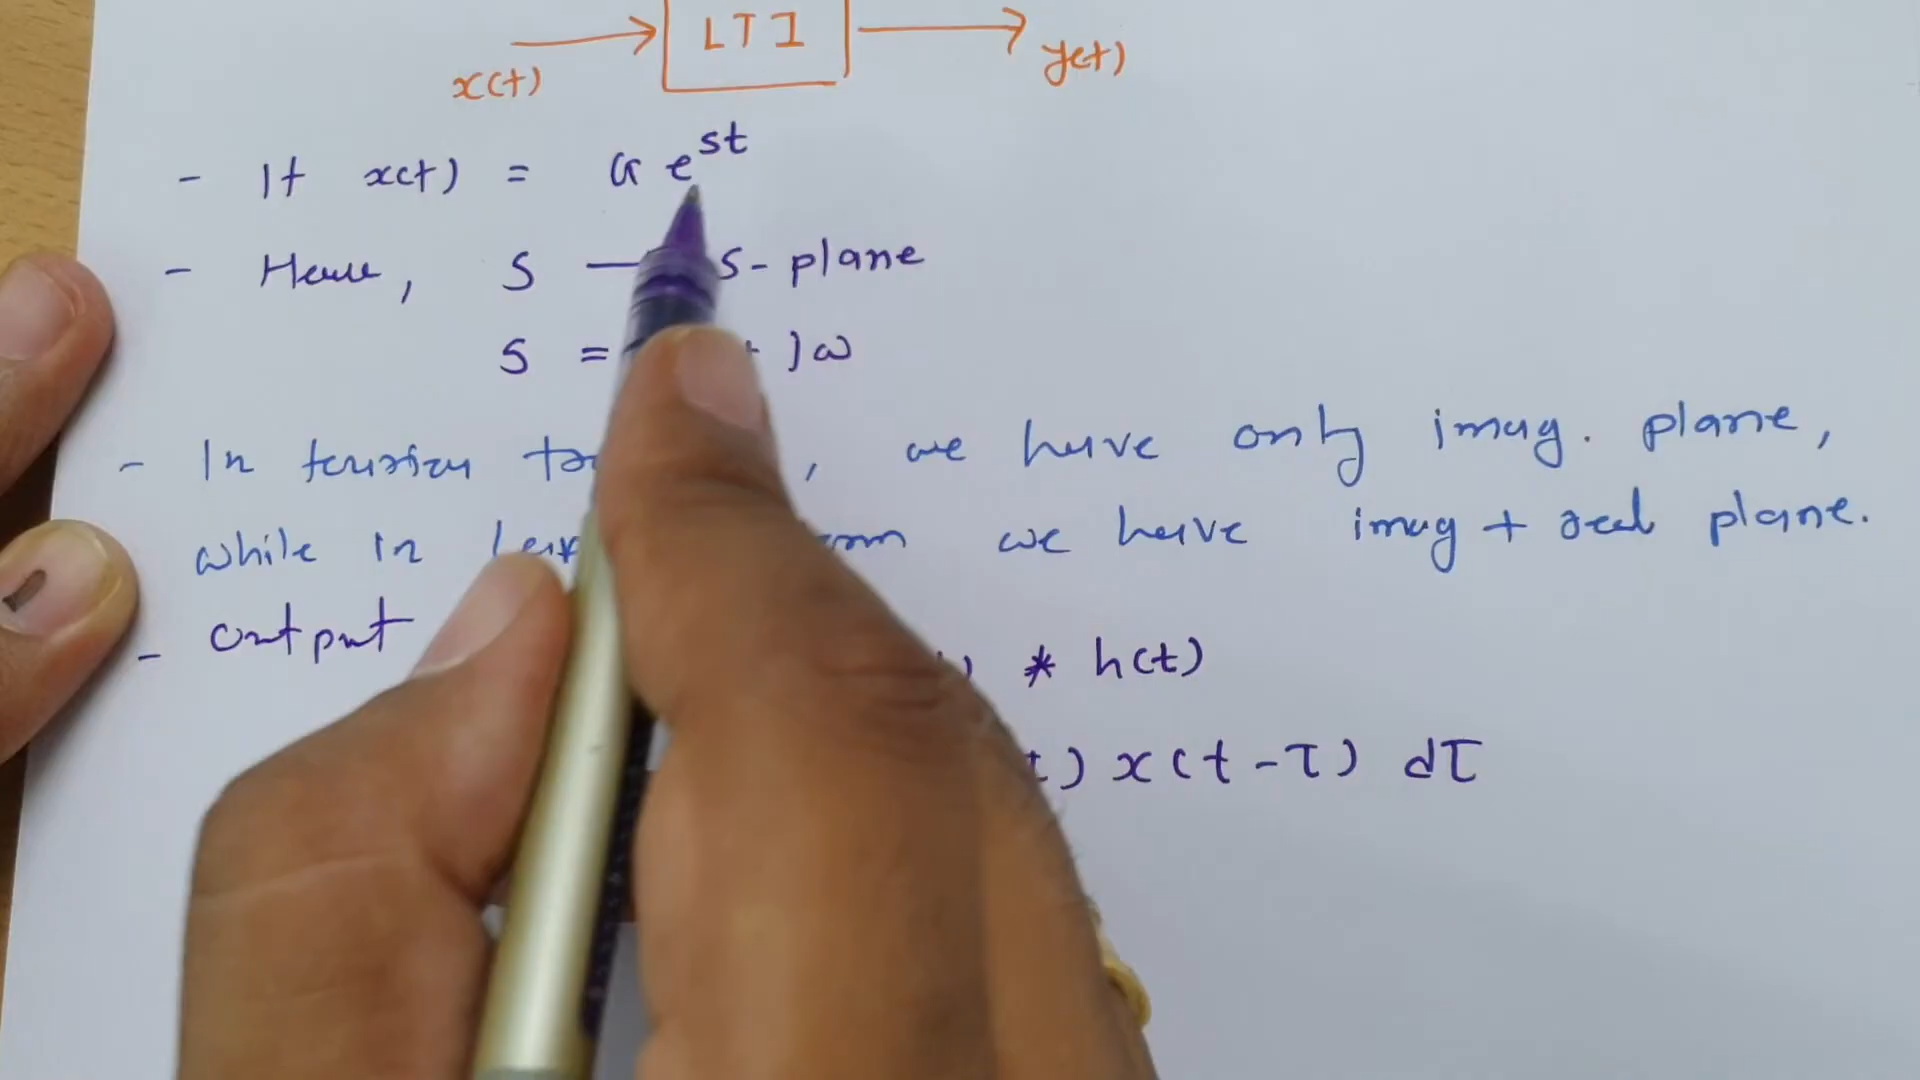 LTI
x(t) y(t)
- If x(t) = G e^st
- Here, S — S-plane
S = + jω
- In fourier, we have only imag. plane,
while in we have imag + real plane.
- output * h(t)
) x(t-τ) dτ